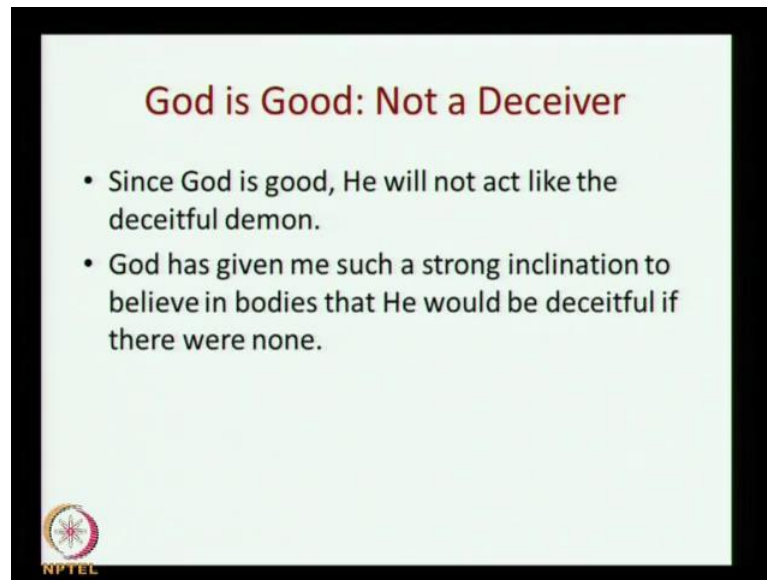 God is Good: Not a Deceiver
• Since God is good, He will not act like the
deceitful demon.
• God has given me such a strong inclination to
believe in bodies that He would be deceitful if
there were none.
NPTEL